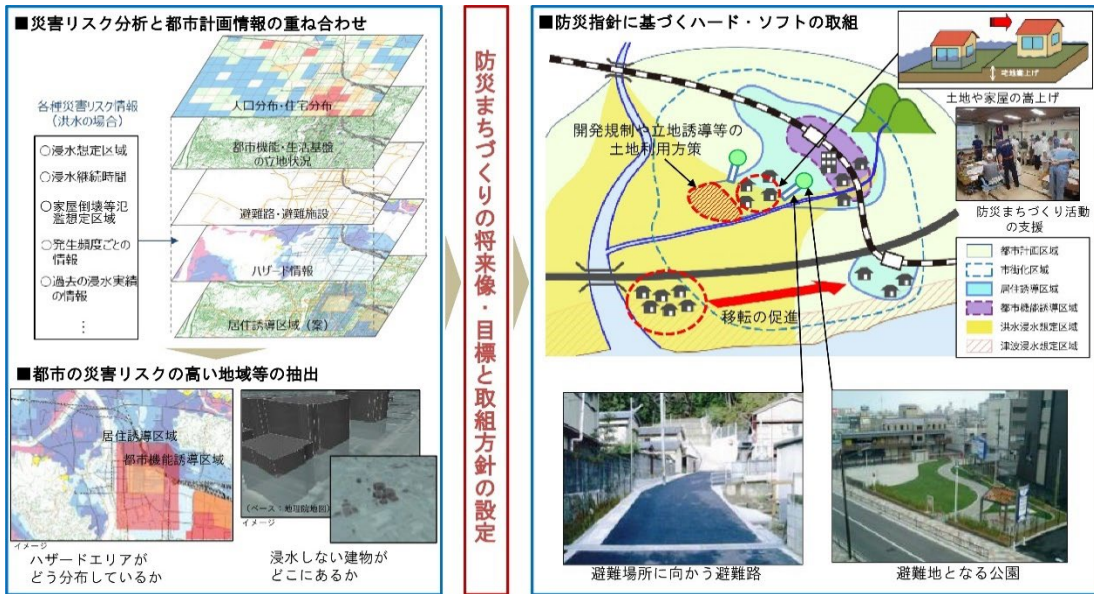 ■災害リスク分析と都市計画情報の重ね合わせ
各種災害リスク情報
(洪水の場合)
○浸水想定区域
○浸水継続時間
○家屋倒壊等氾
濫想定区域
○発生頻度ごとの
情報
○過去の浸水実績
の情報
⋮
人口分布・住宅分布
都市機能・生活基盤
の立地状況
避難路・避難施設
ハザード情報
居住誘導区域(案)
■都市の災害リスクの高い地域等の抽出
居住誘導区域
都市機能誘導区域
イメージ
ハザードエリアが
どう分布しているか
(ベース:地理院地図)
イメージ
浸水しない建物が
どこにあるか
防災まちづくりの将来像・目標と取組方針の設定
■防災指針に基づくハード・ソフトの取組
宅地嵩上げ
土地や家屋の嵩上げ
開発規制や立地誘導等の
土地利用方策
防災まちづくり活動
の支援
移転の促進
都市計画区域
市街化区域
居住誘導区域
都市機能誘導区域
洪水浸水想定区域
津波浸水想定区域
避難場所に向かう避難路
避難地となる公園